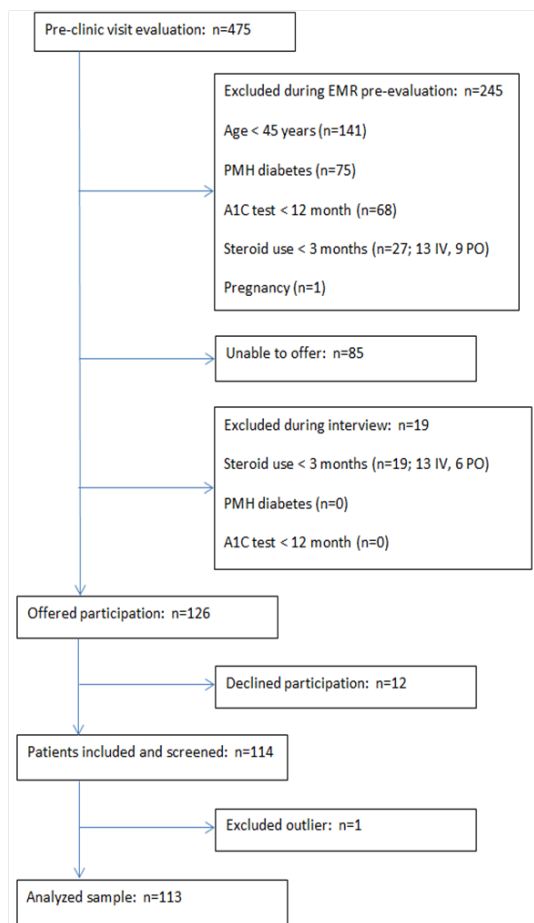 Pre-clinic visit evaluation: n=475
Excluded during EMR pre-evaluation: n=245
Age < 45 years (n=141)
PMH diabetes (n=75)
A1C test < 12 month (n=68)
Steroid use < 3 months (n=27; 13 IV, 9 PO)
Pregnancy (n=1)
Unable to offer: n=85
Excluded during interview: n=19
Steroid use < 3 months (n=19; 13 IV, 6 PO)
PMH diabetes (n=0)
A1C test < 12 month (n=0)
Offered participation: n=126
Declined participation: n=12
Patients included and screened: n=114
Excluded outlier: n=1
Analyzed sample: n=113